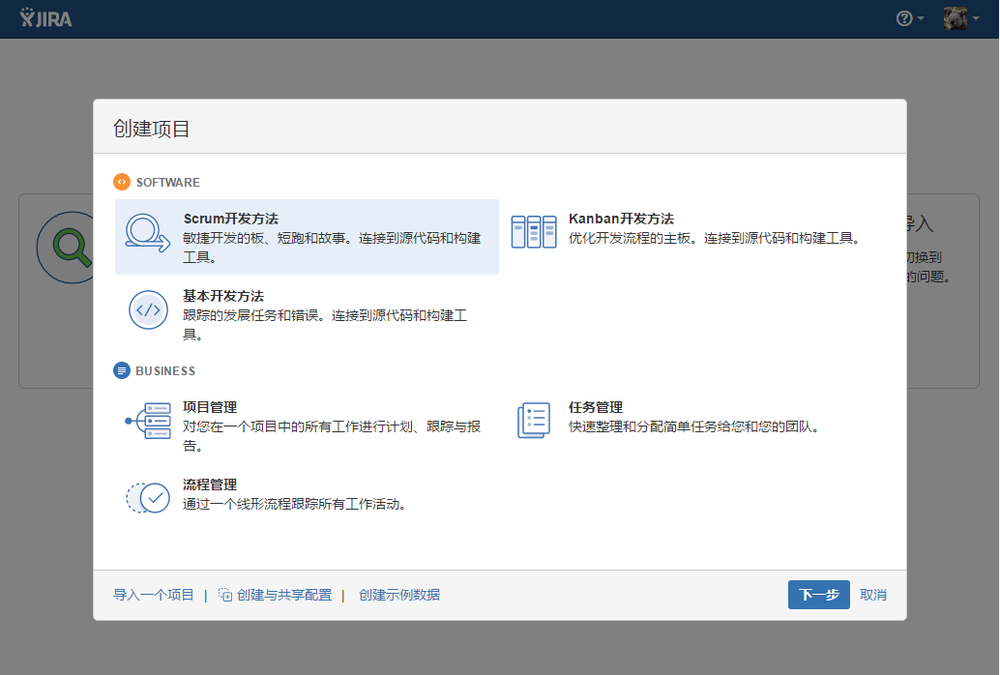 JIRA
创建项目
SOFTWARE
Scrum开发方法
敏捷开发的板、短跑和故事。连接到源代码和构建
工具。
Kanban开发方法
优化开发流程的主板。连接到源代码和构建工具。
基本开发方法
跟踪的发展任务和错误。连接到源代码和构建工
具。
BUSINESS
项目管理
对您在一个项目中的所有工作进行计划、跟踪与报
告。
任务管理
快速整理和分配简单任务给您和您的团队。
流程管理
通过一个线形流程跟踪所有工作活动。
导入
切换到
的问题。
导入一个项目 | 创建与共享配置 | 创建示例数据
下一步 取消